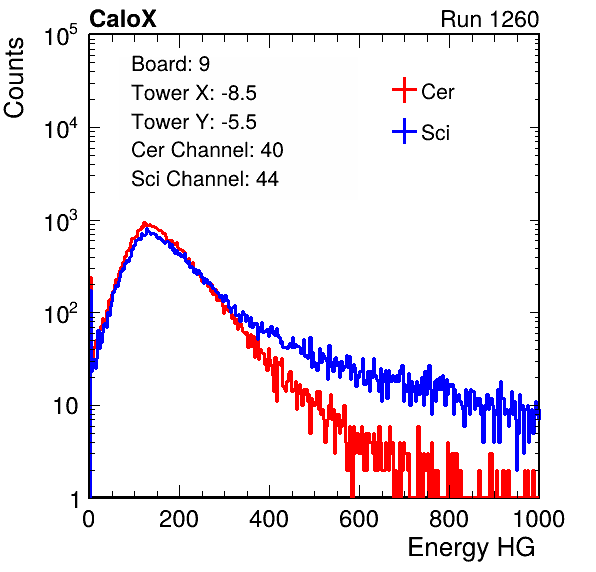 CaloX Run 1260
Counts
10^5
10^4
10^3
10^2
10
1
Board: 9
Tower X: -8.5
Tower Y: -5.5
Cer Channel: 40
Sci Channel: 44
Cer
Sci
0 200 400 600 800 1000
Energy HG